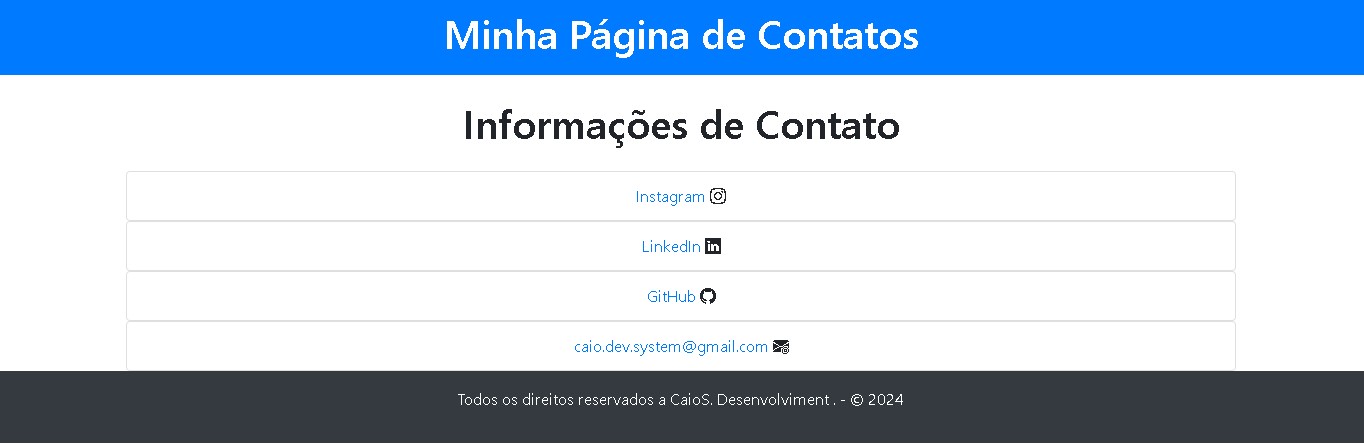 Minha Página de Contatos
Informações de Contato
Instagram
LinkedIn
GitHub
caio.dev.system@gmail.com
Todos os direitos reservados a CaioS. Desenvolviment . - © 2024